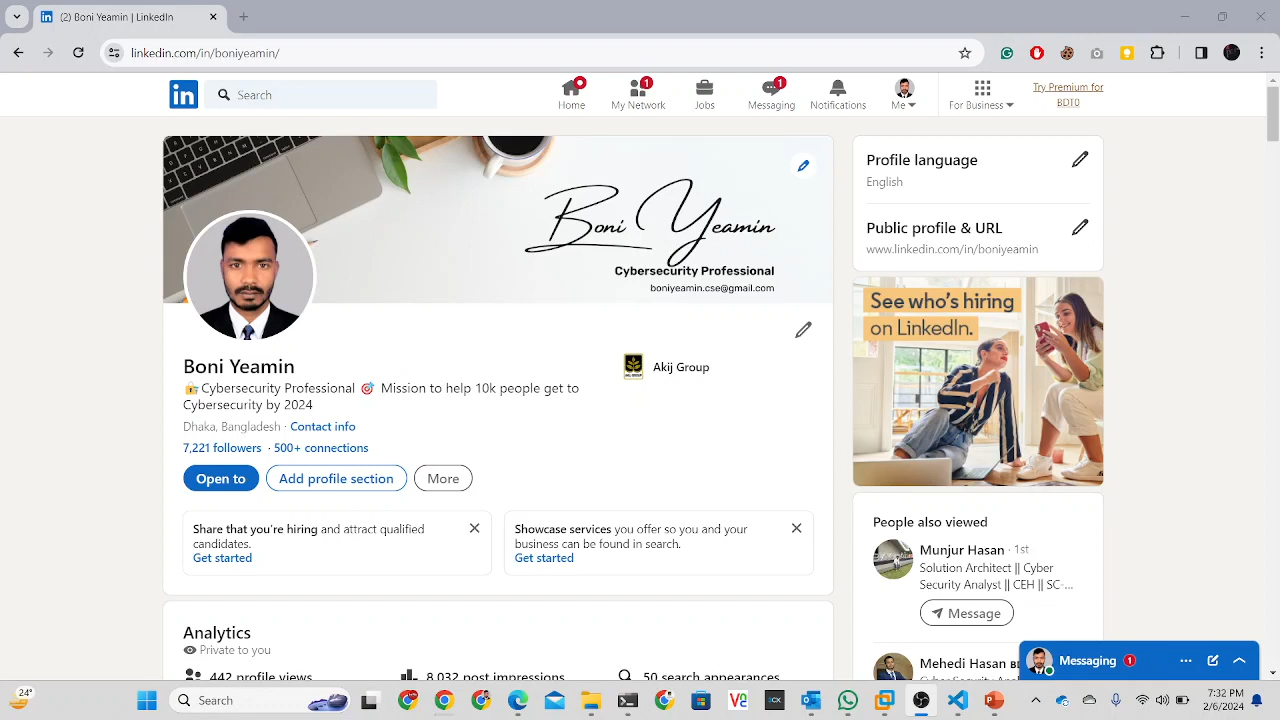 (2) Boni Yeamin | LinkedIn
linkedin.com/in/boniyeamin/
in
Search
Home
1
My Network
Jobs
1
Messaging
Notifications
Me
For Business
Try Premium for
BDT0
Boni Yeamin
Cybersecurity Professional
boniyeamin.cse@gmail.com
Boni Yeamin
Cybersecurity Professional Mission to help 10k people get to
Cybersecurity by 2024
Dhaka, Bangladesh · Contact info
7,221 followers · 500+ connections
Akij Group
Open to
Add profile section
More
Share that you're hiring and attract qualified
candidates.
Get started
Showcase services you offer so you and your
business can be found in search.
Get started
Analytics
Private to you
442 profile views
8,032 post impressions
50 search appearances
Profile language
English
Public profile & URL
www.linkedin.com/in/boniyeamin
See who's hiring
on LinkedIn.
People also viewed
Munjur Hasan · 1st
Solution Architect || Cyber
Security Analyst || CEH || SC-...
Message
Mehedi Hasan
Messaging 1
24°
Search
7:32 PM
2/6/2024